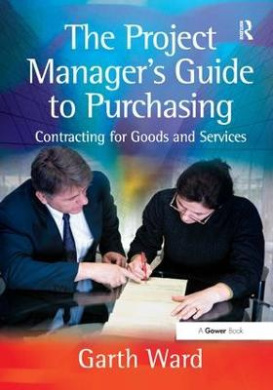 R
The Project
Manager's Guide
to Purchasing
Contracting for Goods and Services
A Gower Book
Garth Ward